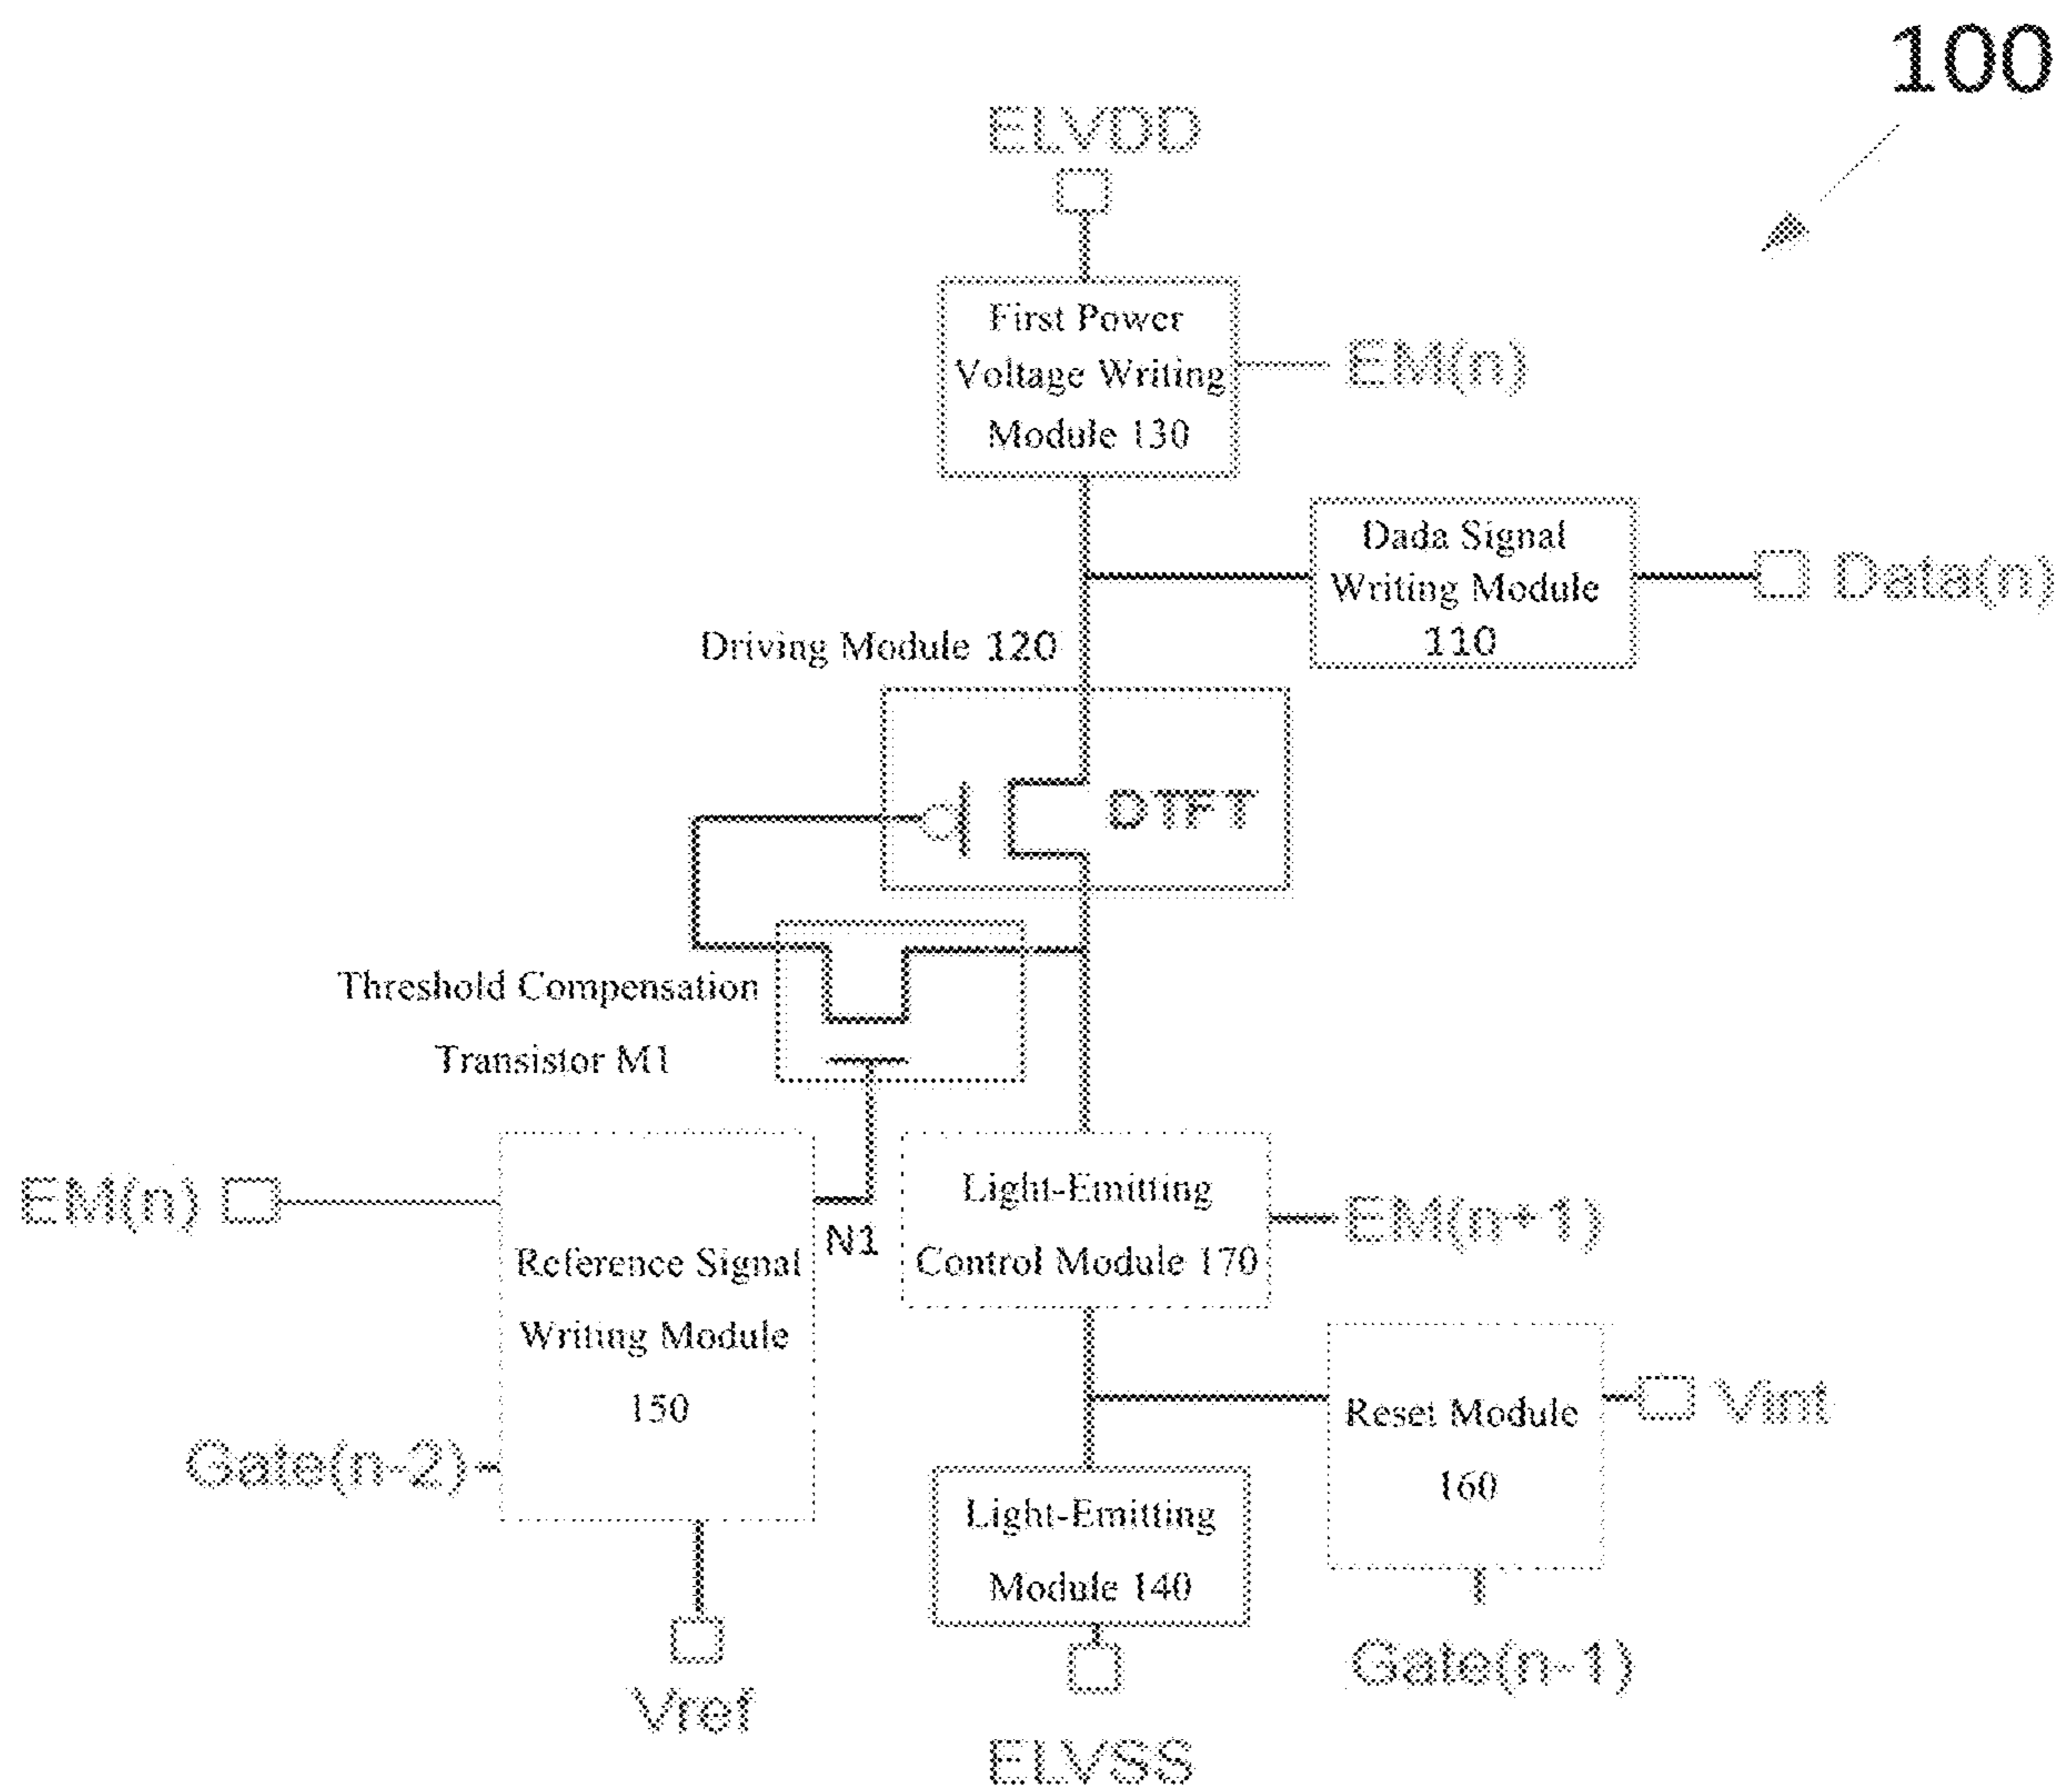 100
ELVDD
First Power
Voltage Writing
Module 130
EM(n)
Dada Signal
Writing Module
110
Data(n)
Driving Module 120
DTFT
Threshold Compensation
Transistor M1
EM(n)
N1
Reference Signal
Writing Module
150
Light-Emitting
Control Module 170
EM(n+1)
Gate(n-2)
Reset Module
160
Vint
Light-Emitting
Module 140
Gate(n-1)
Vref
ELVSS